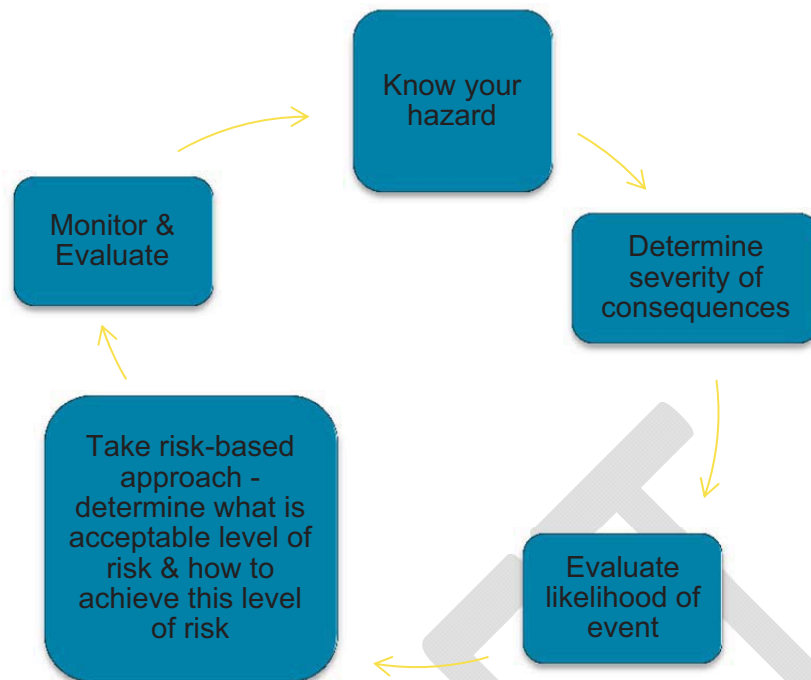 Know your
hazard
Determine
severity of
consequences
Evaluate
likelihood of
event
Take risk-based
approach -
determine what is
acceptable level of
risk & how to
achieve this level
of risk
Monitor &
Evaluate